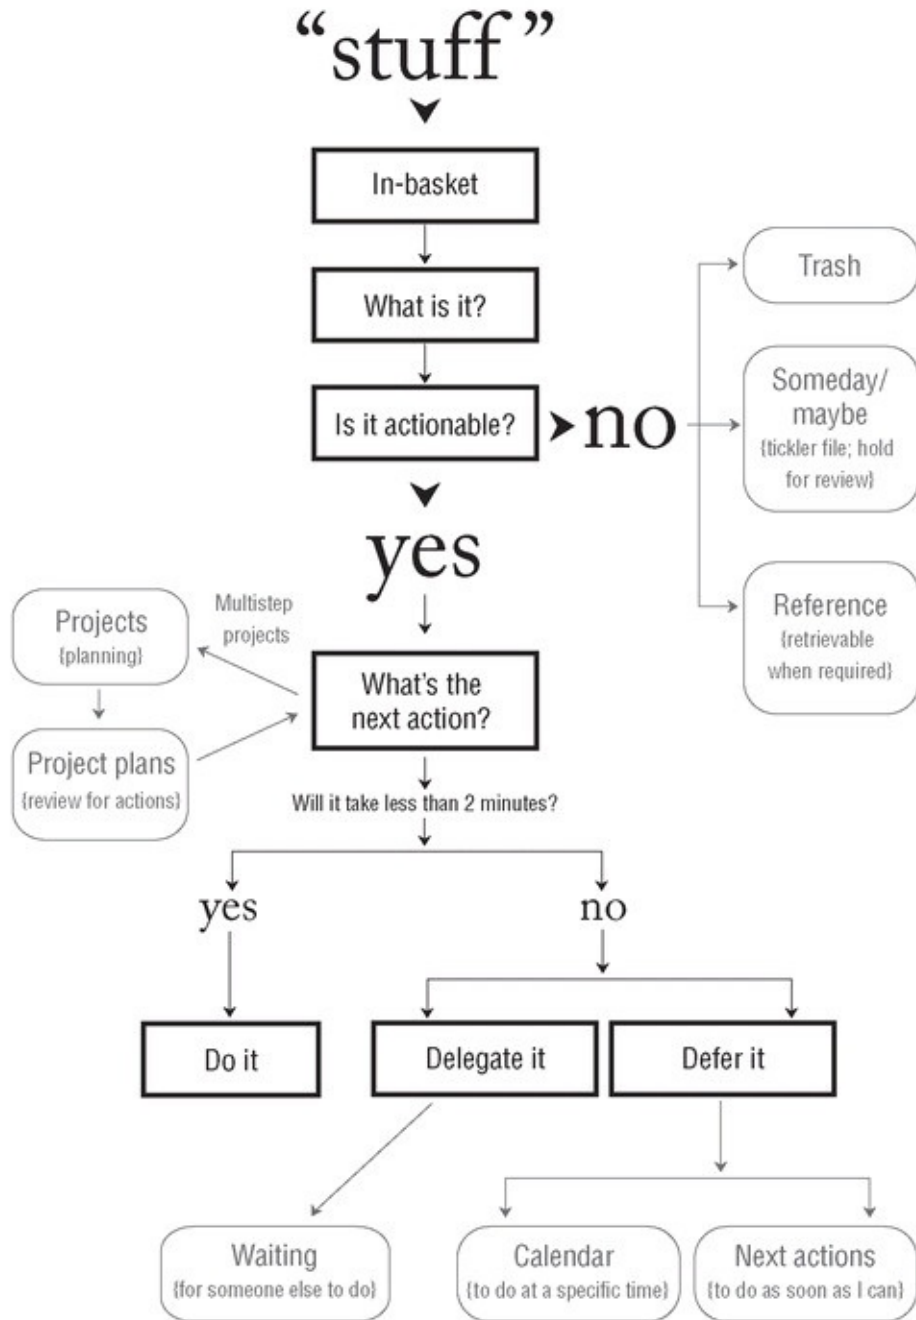 “stuff”
In-basket
What is it?
Is it actionable?
no
Trash
Someday/
maybe
{tickler file; hold
for review}
Reference
{retrievable
when required}
yes
Multistep
projects
Projects
{planning}
Project plans
{review for actions}
What’s the
next action?
Will it take less than 2 minutes?
yes
no
Do it
Delegate it
Defer it
Waiting
{for someone else to do}
Calendar
{to do at a specific time}
Next actions
{to do as soon as I can}